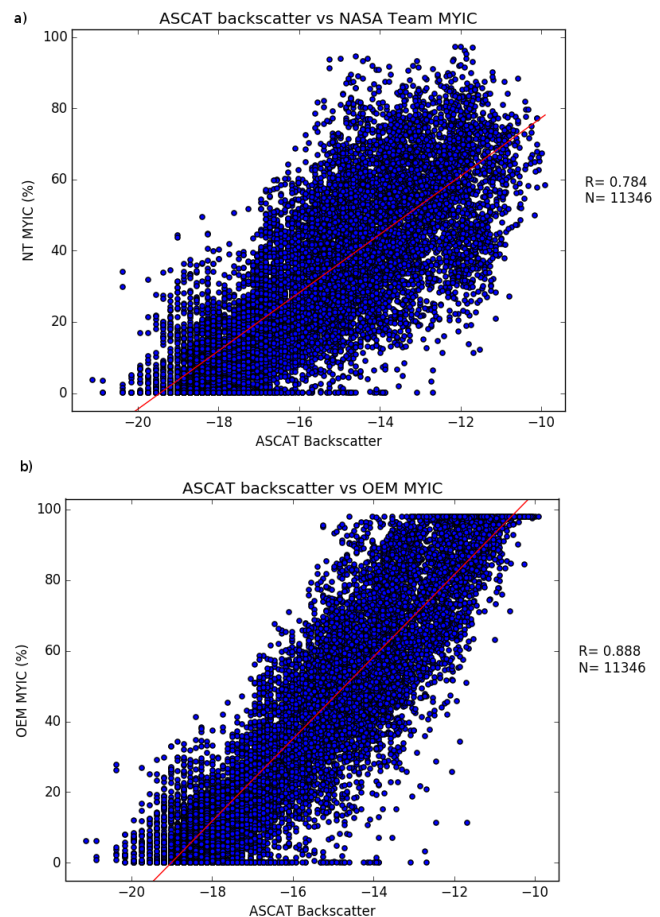 a)
ASCAT backscatter vs NASA Team MYIC
100
80
60
40
20
0
NT MYIC (%)
−20 −18 −16 −14 −12 −10
ASCAT Backscatter
R= 0.784
N= 11346
b)
ASCAT backscatter vs OEM MYIC
100
80
60
40
20
0
OEM MYIC (%)
−20 −18 −16 −14 −12 −10
ASCAT Backscatter
R= 0.888
N= 11346